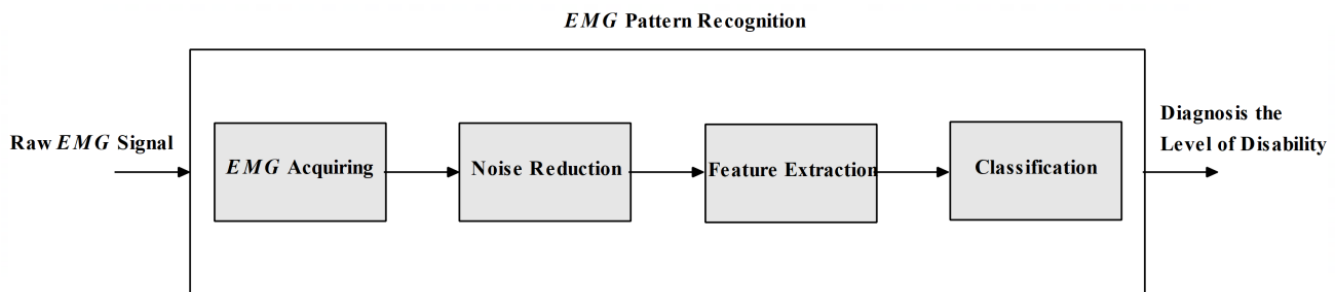 EMG Pattern Recognition
Raw EMG Signal
EMG Acquiring
Noise Reduction
Feature Extraction
Classification
Diagnosis the
Level of Disability